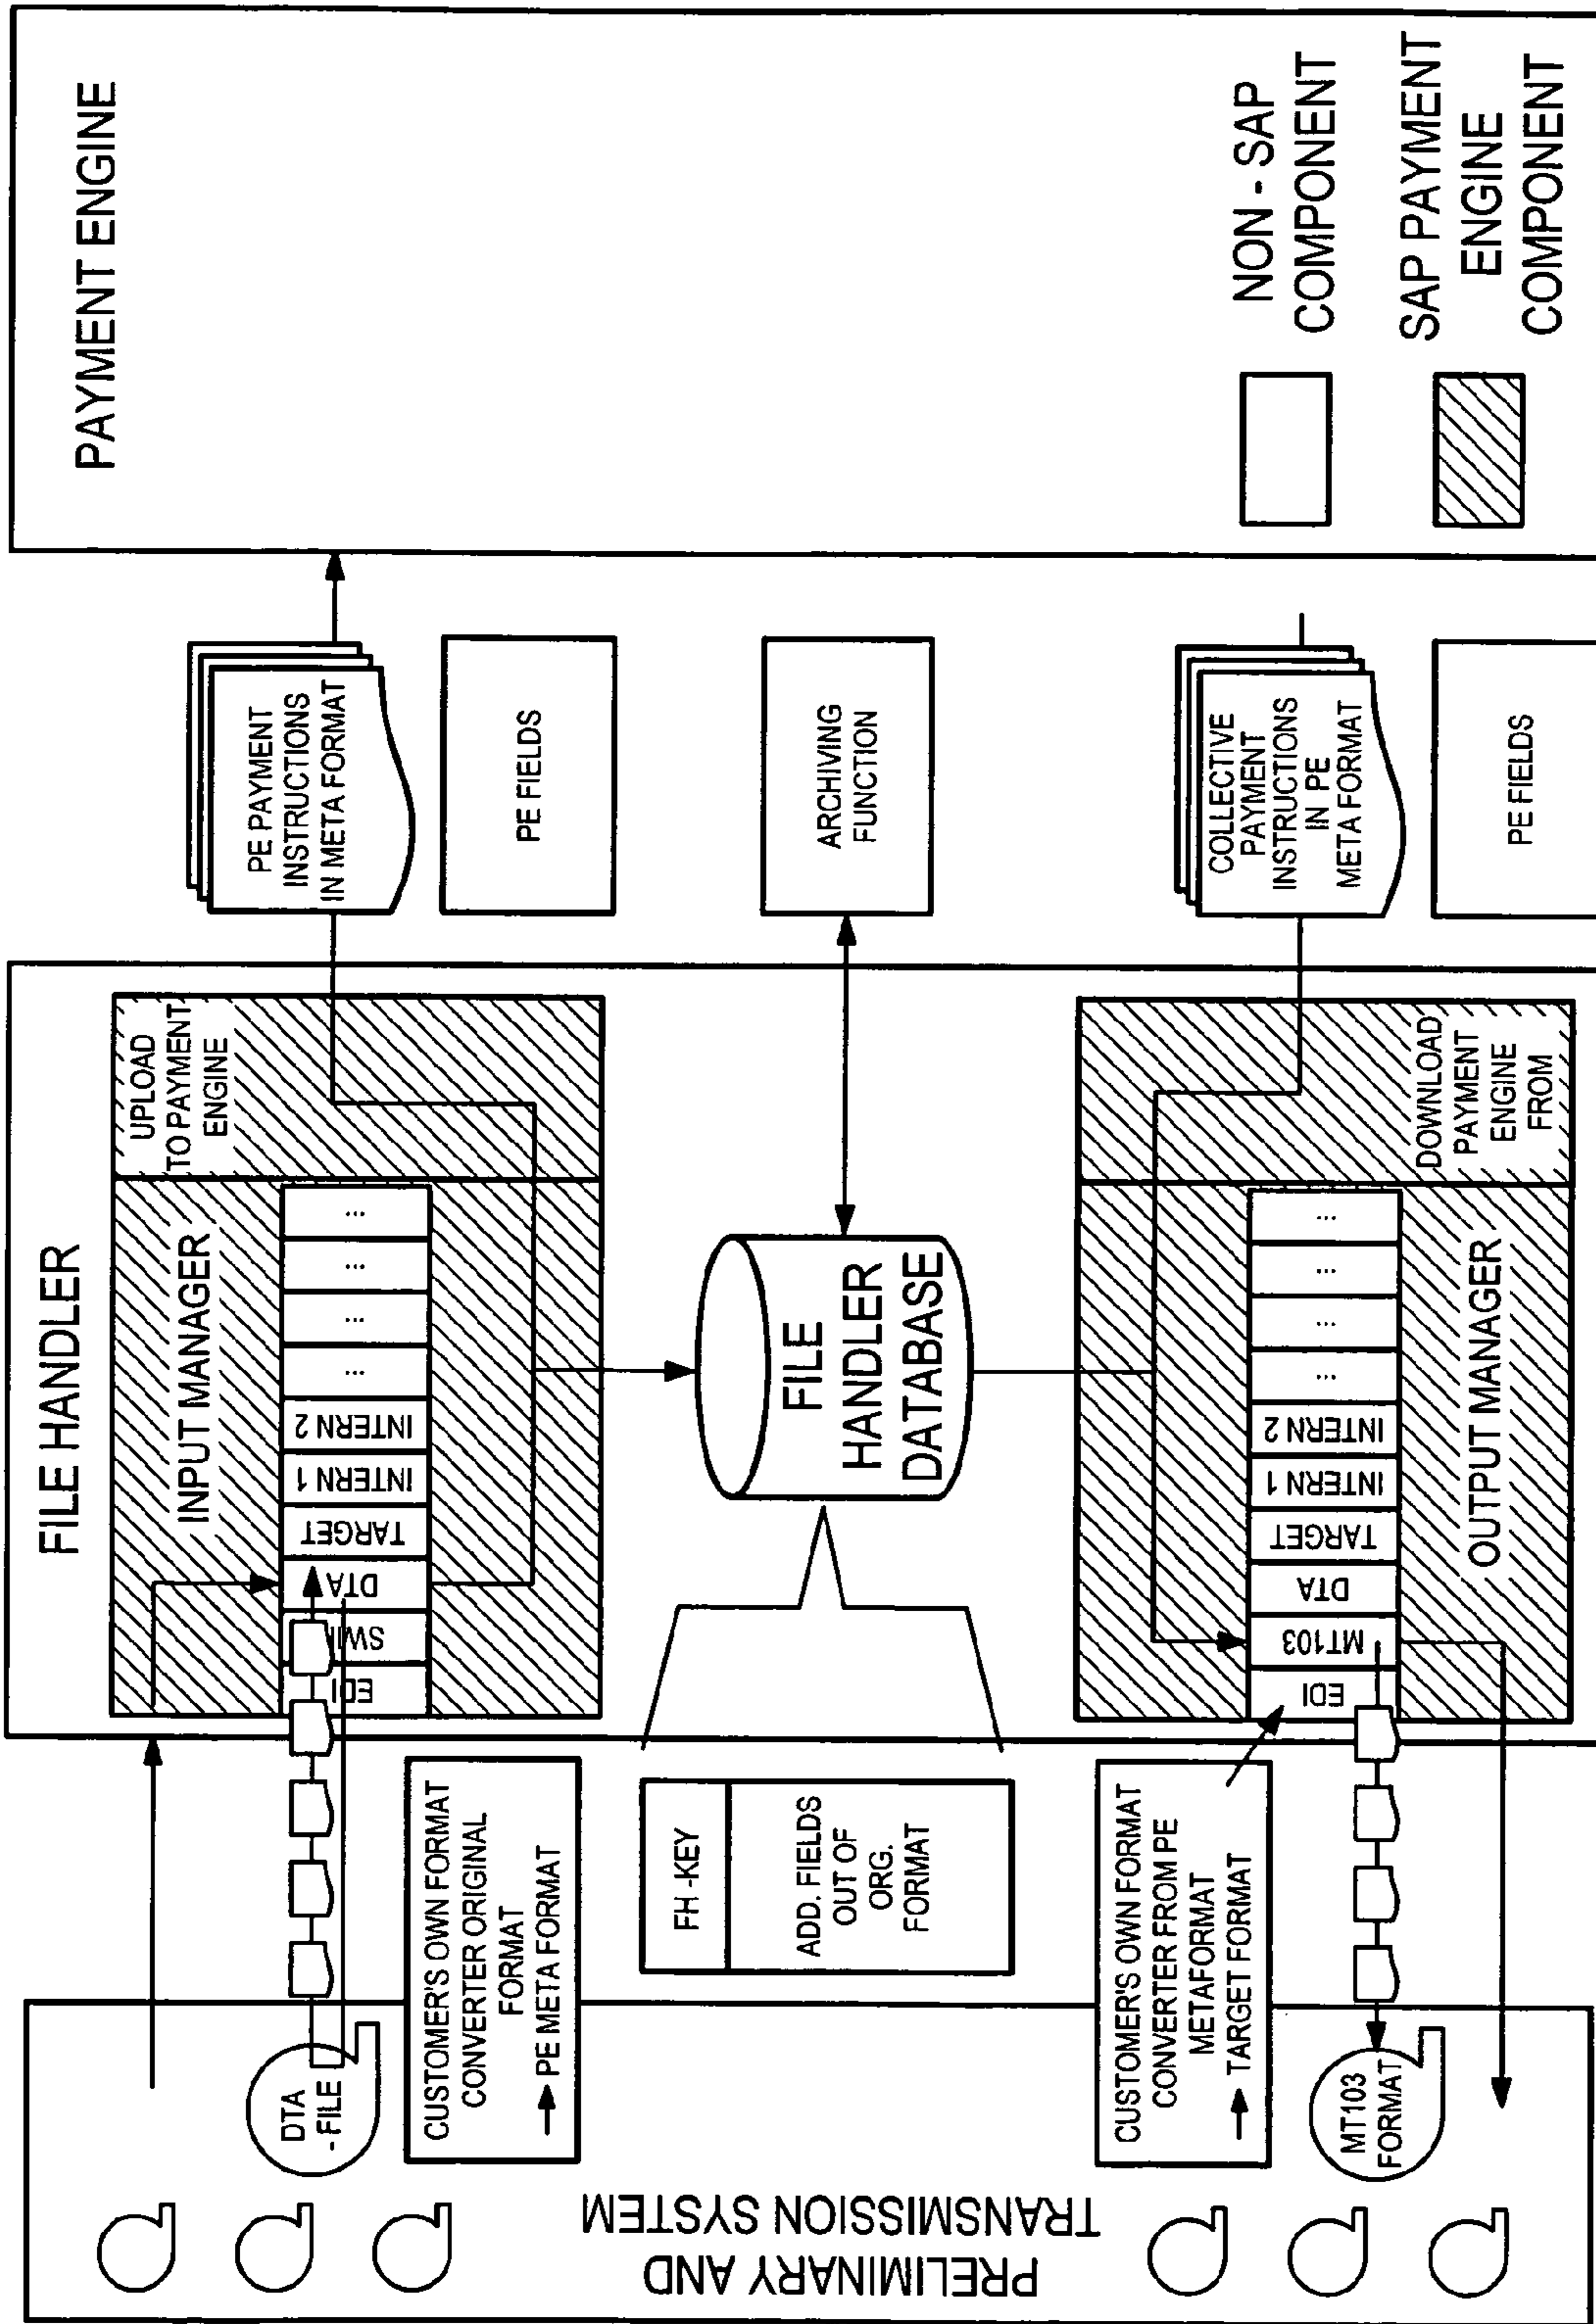 PRELIMINARY AND
TRANSMISSION SYSTEM
DTA
- FILE
CUSTOMER'S OWN FORMAT
CONVERTER ORIGINAL
FORMAT
PE META FORMAT
FH -KEY
ADD. FIELDS
OUT OF
ORG.
FORMAT
CUSTOMER'S OWN FORMAT
CONVERTER FROM PE
METAFORMAT
TARGET FORMAT
MT103
FORMAT
FILE HANDLER
INPUT MANAGER
EDI
DTA
TARGET
INTERN 1
INTERN 2
...
...
...
...
UPLOAD
TO PAYMENT
ENGINE
FILE
HANDLER
DATABASE
EDI
MT103
DTA
TARGET
INTERN 1
INTERN 2
...
...
...
...
OUTPUT MANAGER
DOWNLOAD
PAYMENT
ENGINE
FROM
PE PAYMENT
INSTRUCTIONS
IN META FORMAT
PE FIELDS
ARCHIVING
FUNCTION
COLLECTIVE
PAYMENT
INSTRUCTIONS
IN PE
META FORMAT
PE FIELDS
PAYMENT ENGINE
NON - SAP
COMPONENT
SAP PAYMENT
ENGINE
COMPONENT